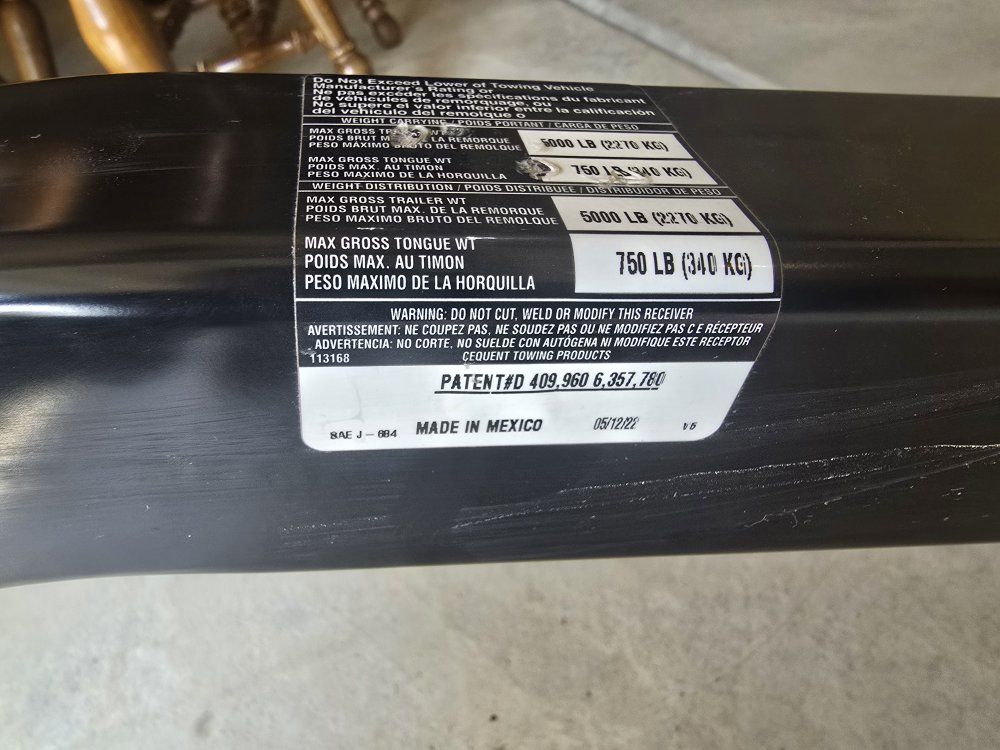 Do Not Exceed Lower of Towing Vehicle
Manufacturer's Rating or
Ne pas excéder les spécifications du fabricant
de véhicules de remorquage, ou
No supere el valor inferior entre la calificación
del vehículo del remolque o
WEIGHT CARRYING / POIDS PORTANT / CARGA DE PESO
MAX GROSS WT
POIDS BRUT LA REMORQUE
PESO MÁXIMO BRUTO DEL REMOLQUE
5000 LB (2270 KG)
MAX GROSS TONGUE WT
POIDS MAX. AU TIMON
PESO MAXIMO DE LA HORQUILLA
750 LB (340 KG)
WEIGHT DISTRIBUTION / POIDS DISTRIBUEE / DISTRIBUIDOR DE PESO
MAX GROSS TRAILER WT
POIDS BRUT MAX. DE LA REMORQUE
PESO MAXIMO BRUTO DEL REMOLQUE
5000 LB (2270 KG)
MAX GROSS TONGUE WT
POIDS MAX. AU TIMON
PESO MAXIMO DE LA HORQUILLA
750 LB (340 KG)
WARNING: DO NOT CUT, WELD OR MODIFY THIS RECEIVER
AVERTISSEMENT: NE COUPEZ PAS, NE SOUDEZ PAS OU NE MODIFIEZ PAS C E RÉCEPTEUR
ADVERTENCIA: NO CORTE, NO SUELDE CON AUTÓGENA NI MODIFIQUE ESTE RECEPTOR
113168 CEQUENT TOWING PRODUCTS
PATENT#D 409,960 6,357,780
SAE J-684 MADE IN MEXICO 05/12/22 V5